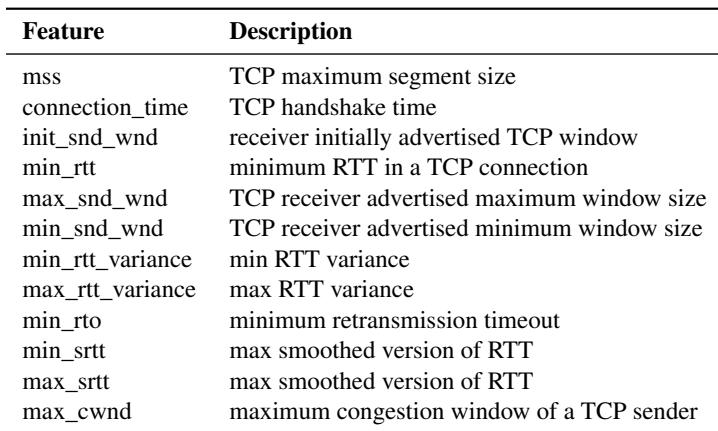 Feature Description
mss TCP maximum segment size
connection_time TCP handshake time
init_snd_wnd receiver initially advertised TCP window
min_rtt minimum RTT in a TCP connection
max_snd_wnd TCP receiver advertised maximum window size
min_snd_wnd TCP receiver advertised minimum window size
min_rtt_variance min RTT variance
max_rtt_variance max RTT variance
min_rto minimum retransmission timeout
min_srtt max smoothed version of RTT
max_srtt max smoothed version of RTT
max_cwnd maximum congestion window of a TCP sender